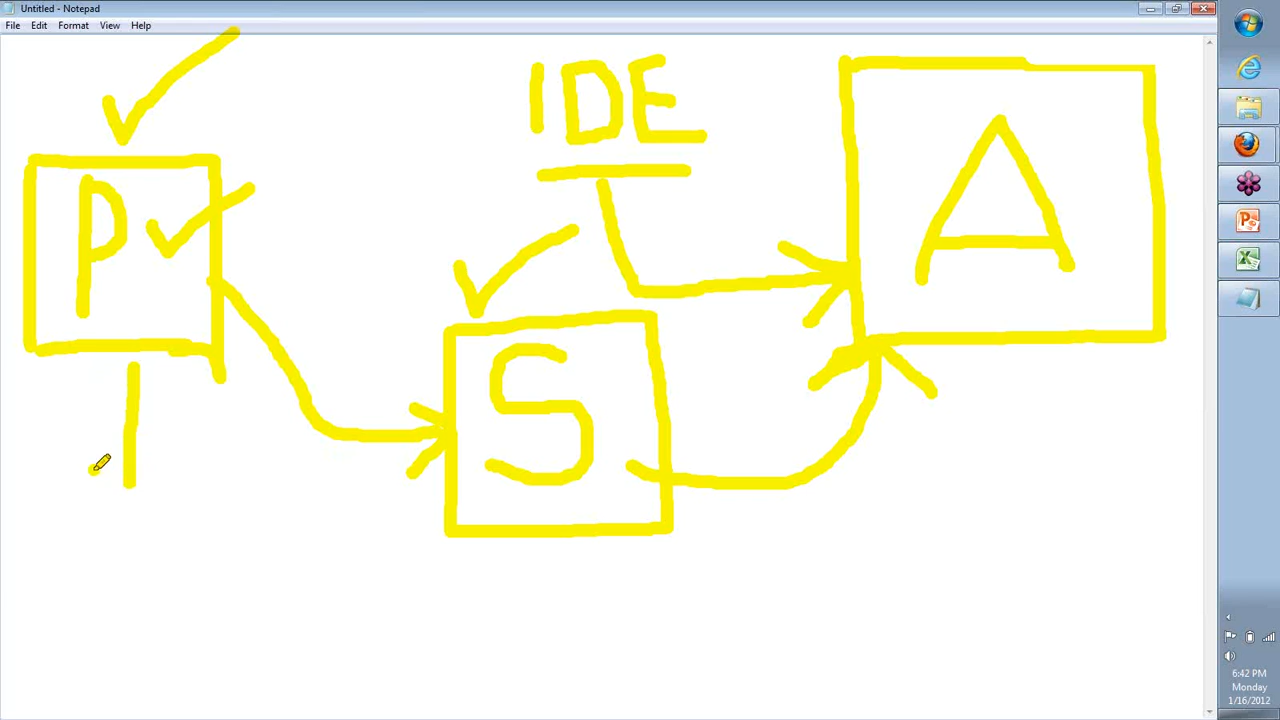 Untitled - Notepad
File Edit Format View Help
IDE
P
A
S
6:42 PM
Monday
1/16/2012